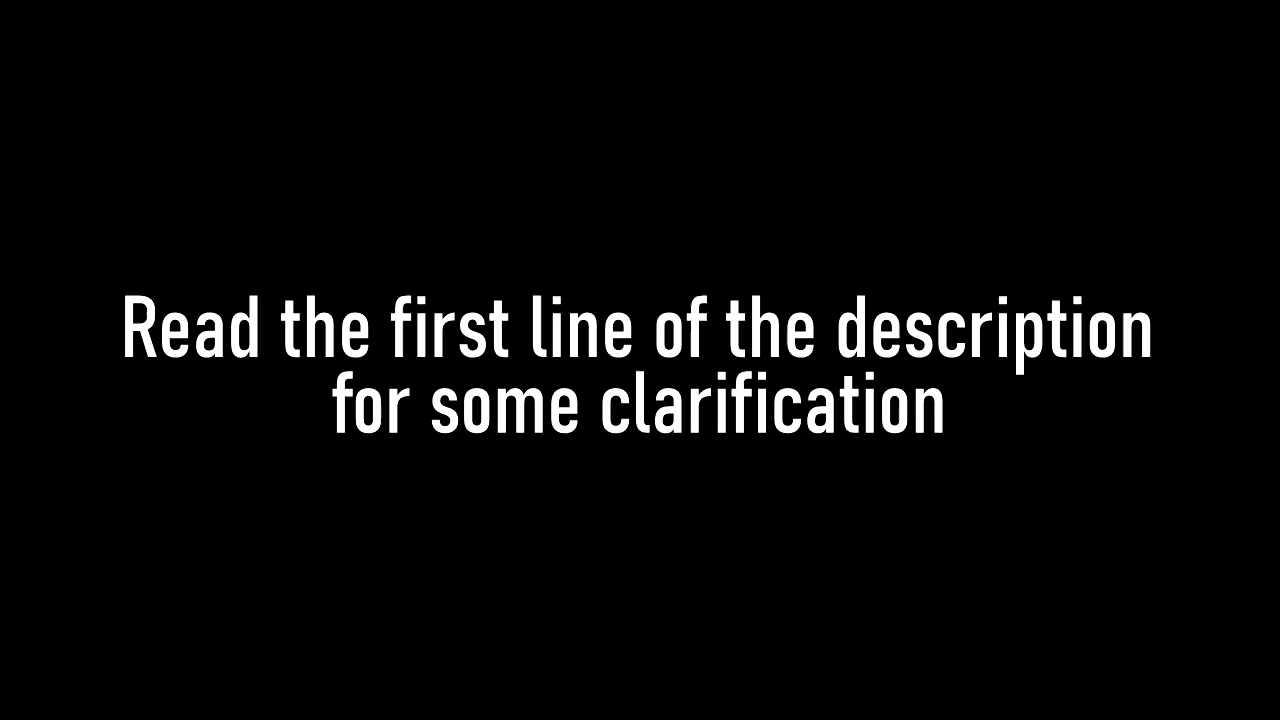 Read the first line of the description
for some clarification